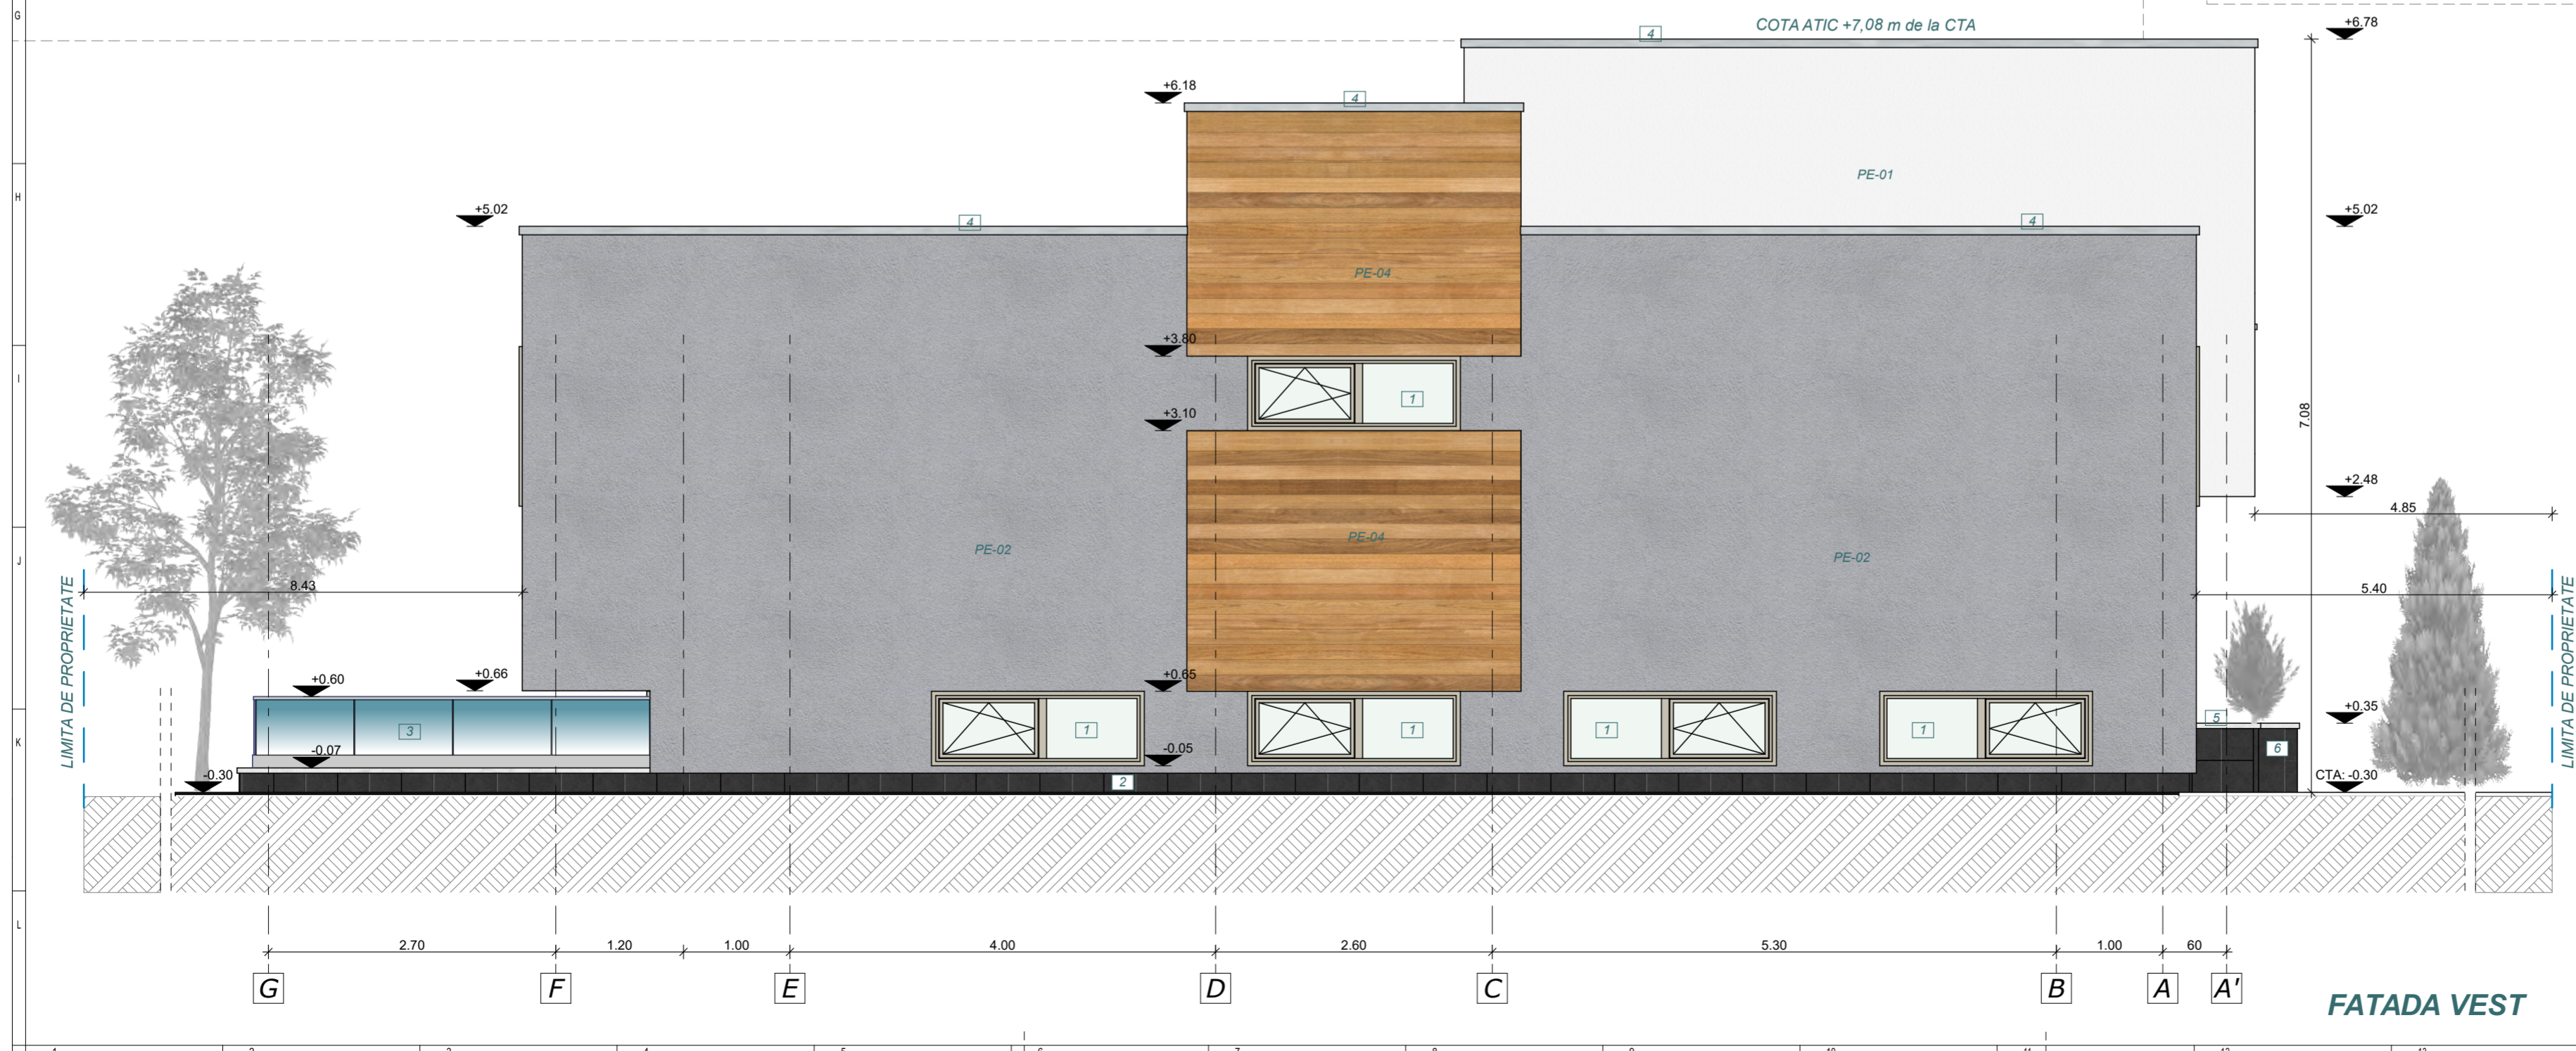 G
COTA ATIC +7,08 m de la CTA
4
+6.78
+6.18
4
PE-01
H
+5.02
4
4
+5.02
PE-04
+3.80
I
1
+3.10
7.08
+2.48
4.85
PE-02
PE-04
PE-02
J
8.43
5.40
LIMITA DE PROPRIETATE
LIMITA DE PROPRIETATE
+0.60
+0.66
+0.65
+0.35
5
3
1
1
1
1
6
K
-0.07
-0.05
-0.30
2
CTA: -0.30
L
2.70
1.20
1.00
4.00
2.60
5.30
1.00
60
G
F
E
D
C
B
A
A'
FATADA VEST